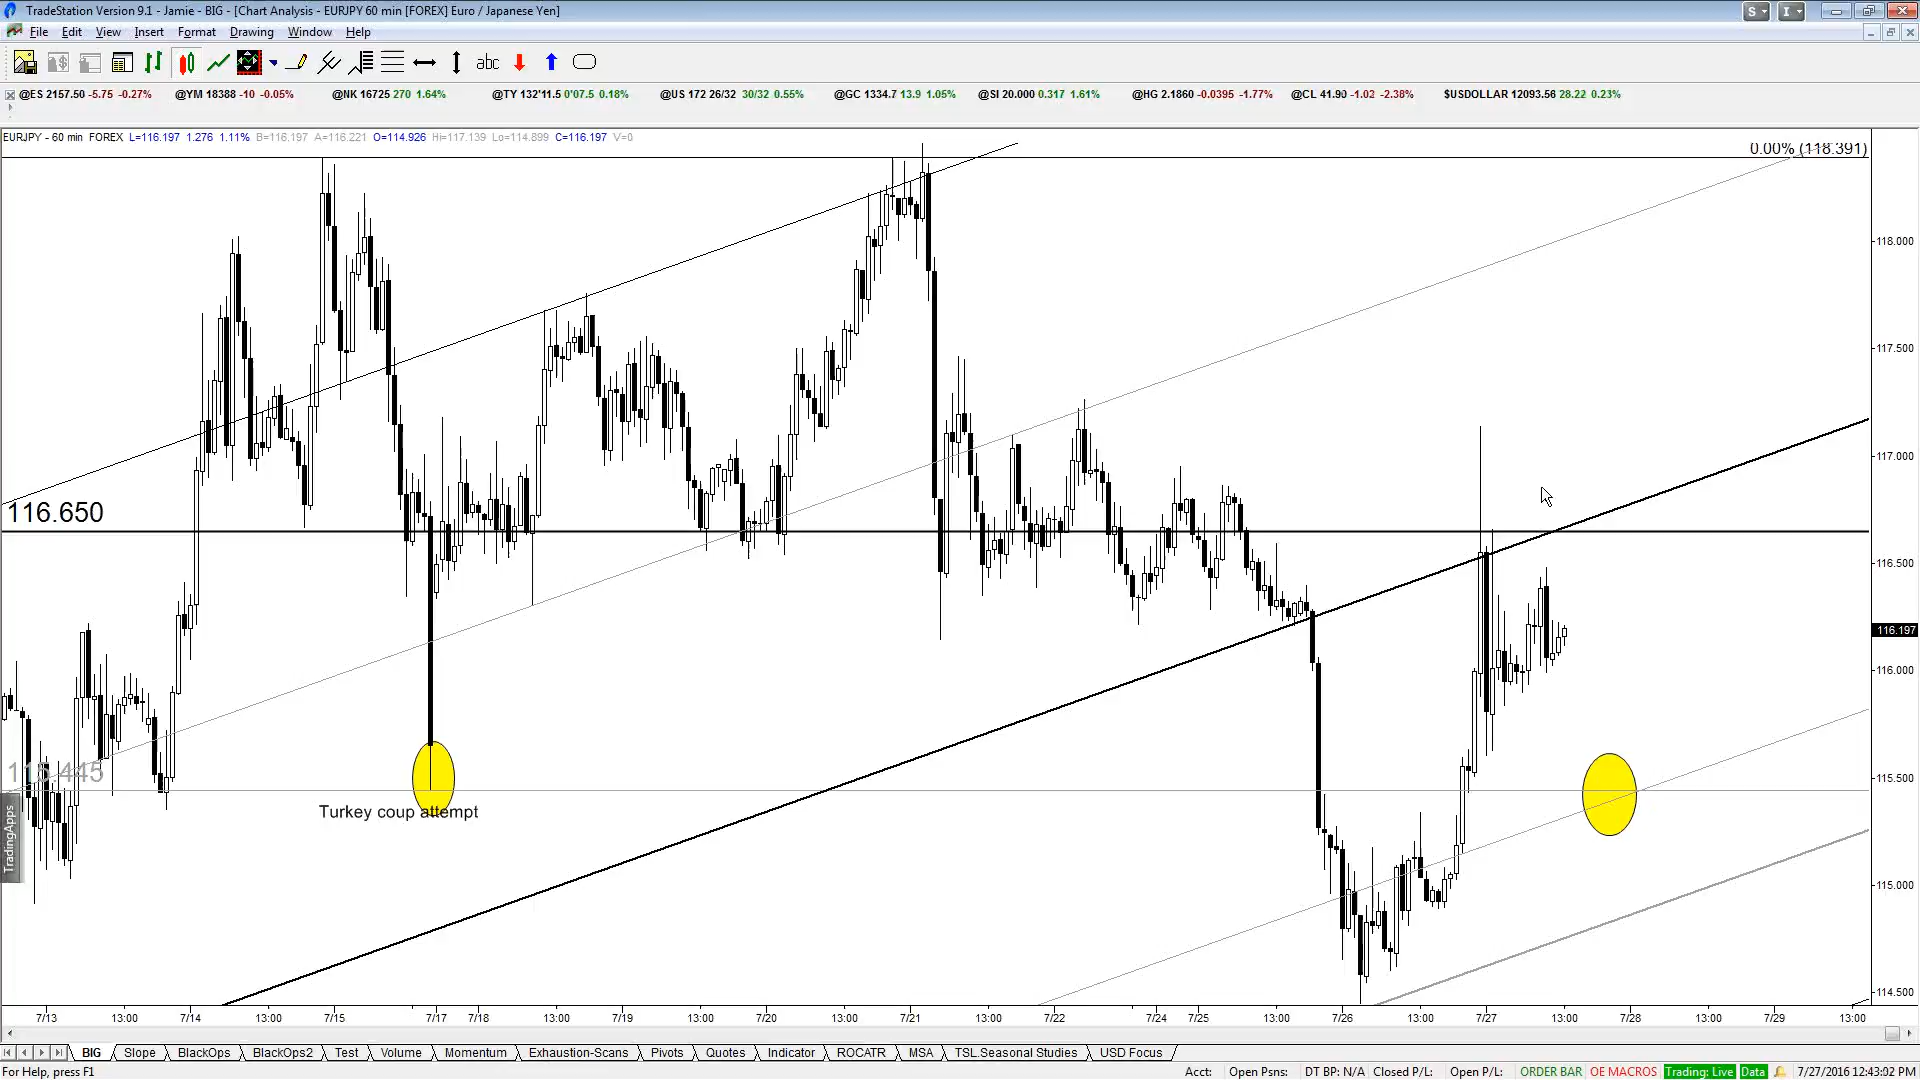 TradeStation Version 9.1 - Jamie - BIG - [Chart Analysis - EURJPY 60 min [FOREX] Euro / Japanese Yen]
S I
File Edit View Insert Format Drawing Window Help
abc
@ES 2157.50 -5.75 -0.27% @YM 18388 -10 -0.05% @NK 16725 270 1.64% @TY 132'11.5 0'07.5 0.18% @US 172 26/32 30/32 0.55% @GC 1334.7 13.9 1.05% @SI 20.000 0.317 1.61% @HG 2.1860 -0.0395 -1.77% @CL 41.90 -1.02 -2.38% $USDOLLAR 12093.56 28.22 0.23%
EURJPY - 60 min FOREX L=116.197 1.276 1.11% B=116.197 A=116.221 O=114.926 Hi=117.139 Lo=114.899 C=116.197 V=0
0.00% (118.391)
118.000
117.500
117.000
116.650
116.500
116.197
116.000
115.445
115.500
Turkey coup attempt
TradingApps
115.000
114.500
7/13 13:00 7/14 13:00 7/15 7/17 7/18 13:00 7/19 13:00 7/20 13:00 7/21 13:00 7/22 7/24 7/25 13:00 7/26 13:00 7/27 13:00 7/28 13:00 7/29 13:00
BIG Slope BlackOps BlackOps2 Test Volume Momentum Exhaustion-Scans Pivots Quotes Indicator ROCATR MSA TSL.Seasonal Studies USD Focus
For Help, press F1 Acct: Open Psns: DT BP: N/A Closed P/L: Open P/L: ORDER BAR OE MACROS Trading: Live Data 7/27/2016 12:43:02 PM